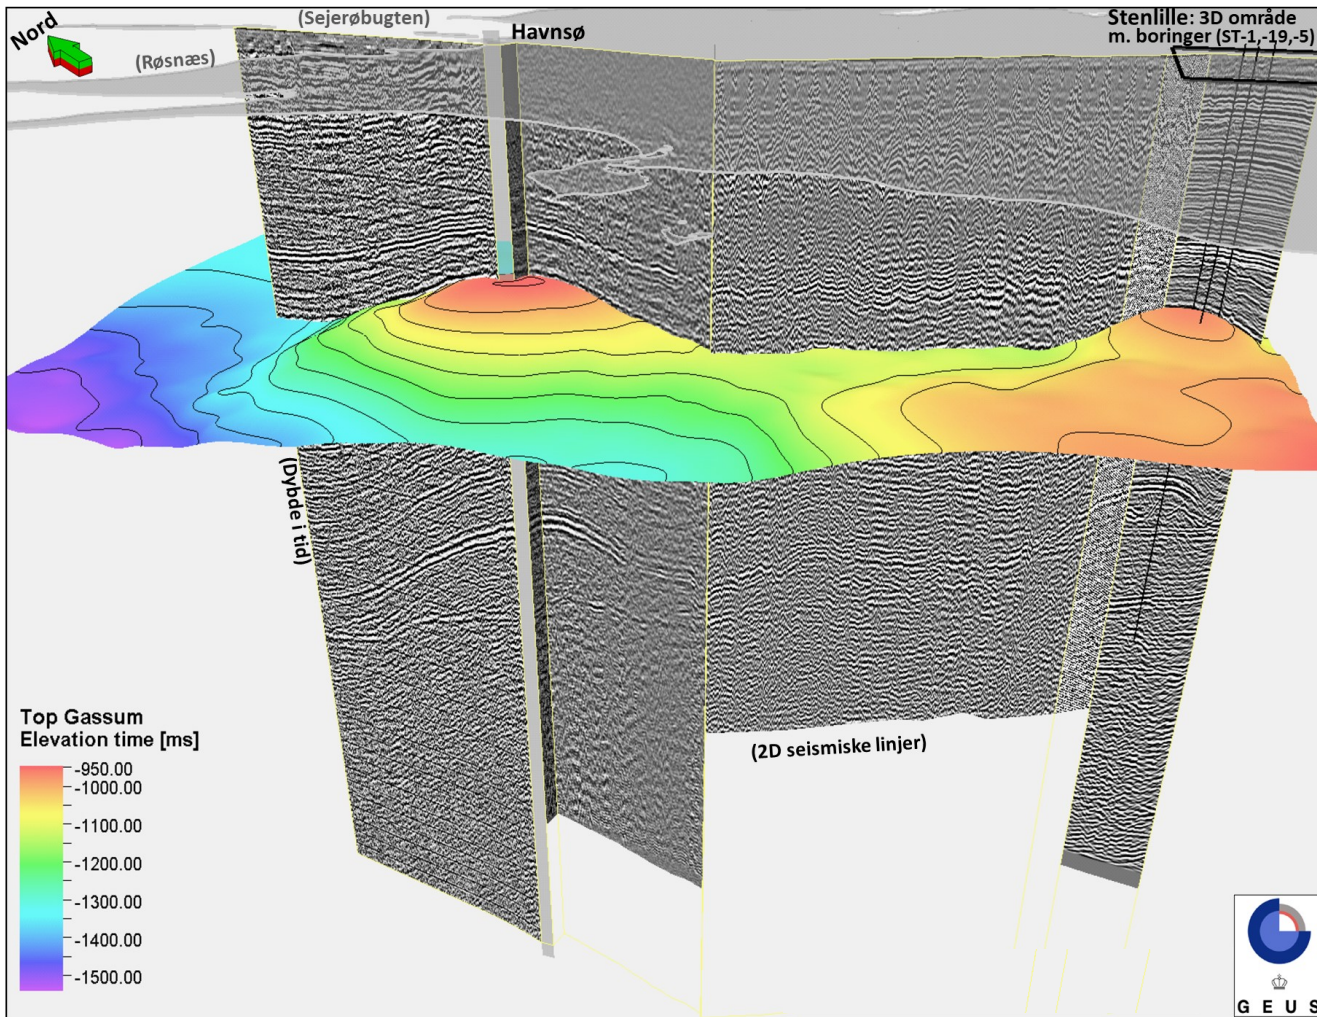 Nord
(Sejerøbugten)
(Røsnæs)
Havnsø
Stenlille: 3D område
m. boringer (ST-1,-19,-5)
(Dybde i tid)
(2D seismiske linjer)
Top Gassum
Elevation time [ms]
-950.00
-1000.00
-1100.00
-1200.00
-1300.00
-1400.00
-1500.00
G E U S